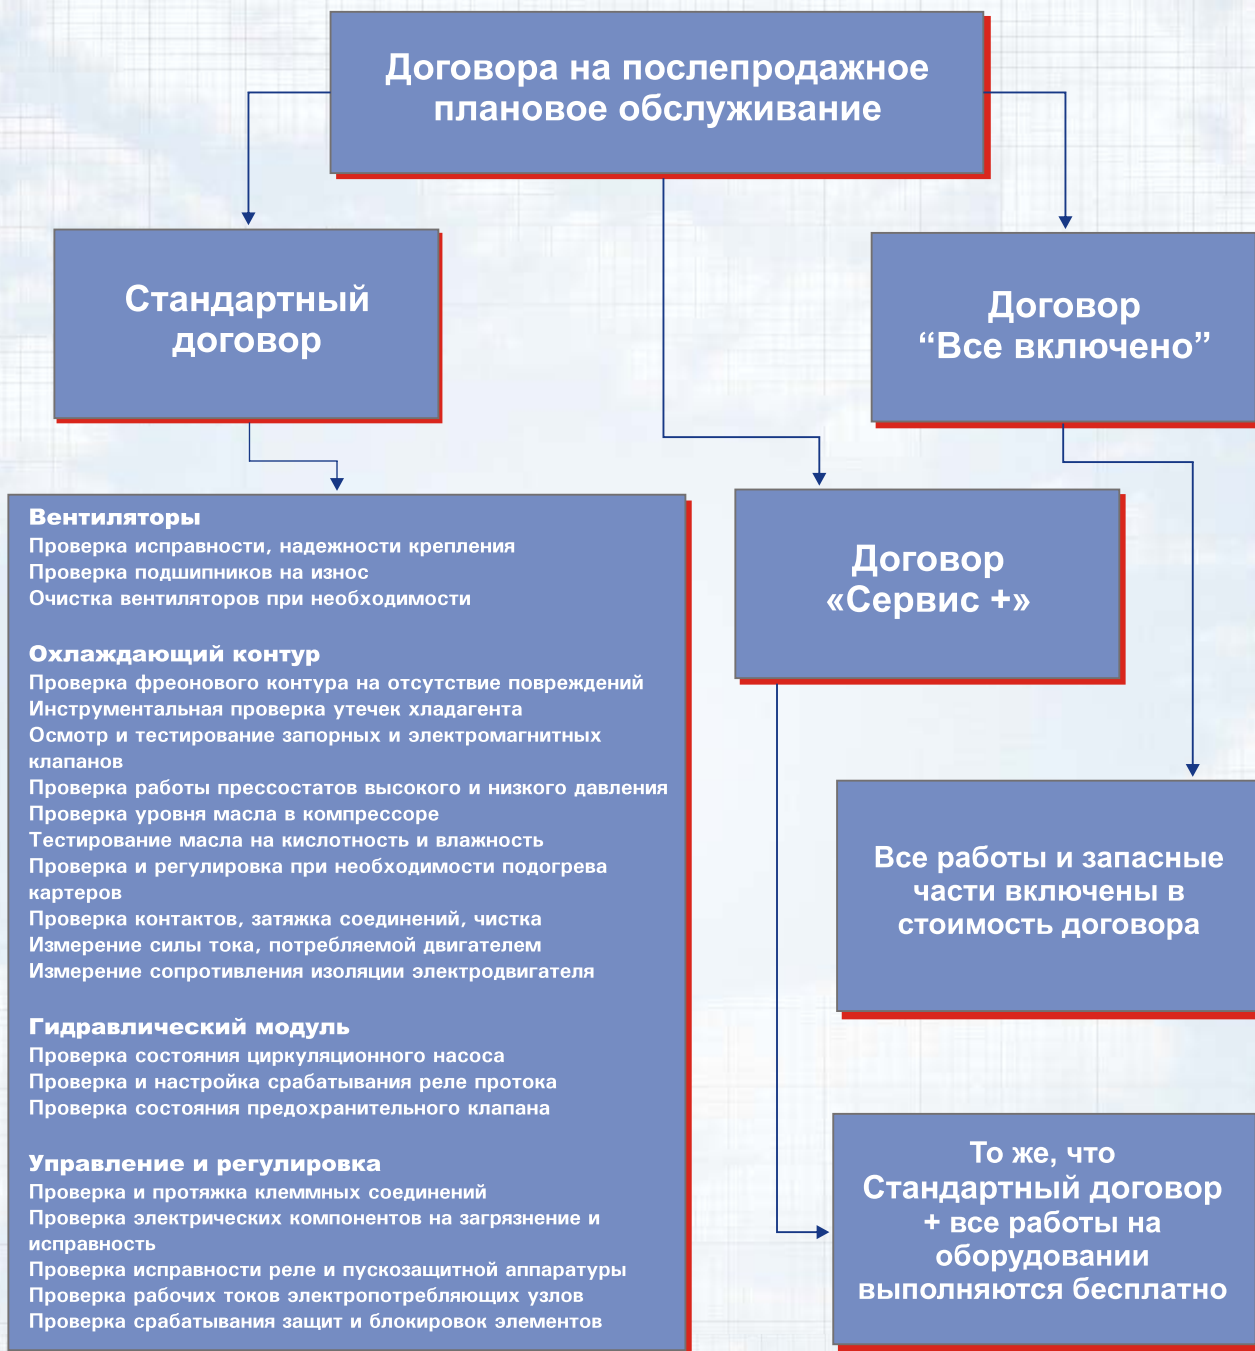 Договора на послепродажное
плановое обслуживание
Стандартный
договор
Договор
“Все включено”
Вентиляторы
Проверка исправности, надежности крепления
Проверка подшипников на износ
Очистка вентиляторов при необходимости
Охлаждающий контур
Проверка фреонового контура на отсутствие повреждений
Инструментальная проверка утечек хладагента
Осмотр и тестирование запорных и электромагнитных
клапанов
Проверка работы прессостатов высокого и низкого давления
Проверка уровня масла в компрессоре
Тестирование масла на кислотность и влажность
Проверка и регулировка при необходимости подогрева
картеров
Проверка контактов, затяжка соединений, чистка
Измерение силы тока, потребляемой двигателем
Измерение сопротивления изоляции электродвигателя
Гидравлический модуль
Проверка состояния циркуляционного насоса
Проверка и настройка срабатывания реле протока
Проверка состояния предохранительного клапана
Управление и регулировка
Проверка и протяжка клеммных соединений
Проверка электрических компонентов на загрязнение и
исправность
Проверка исправности реле и пускозащитной аппаратуры
Проверка рабочих токов электропотребляющих узлов
Проверка срабатывания защит и блокировок элементов
Договор
«Сервис +»
Все работы и запасные
части включены в
стоимость договора
То же, что
Стандартный договор
+ все работы на
оборудовании
выполняются бесплатно